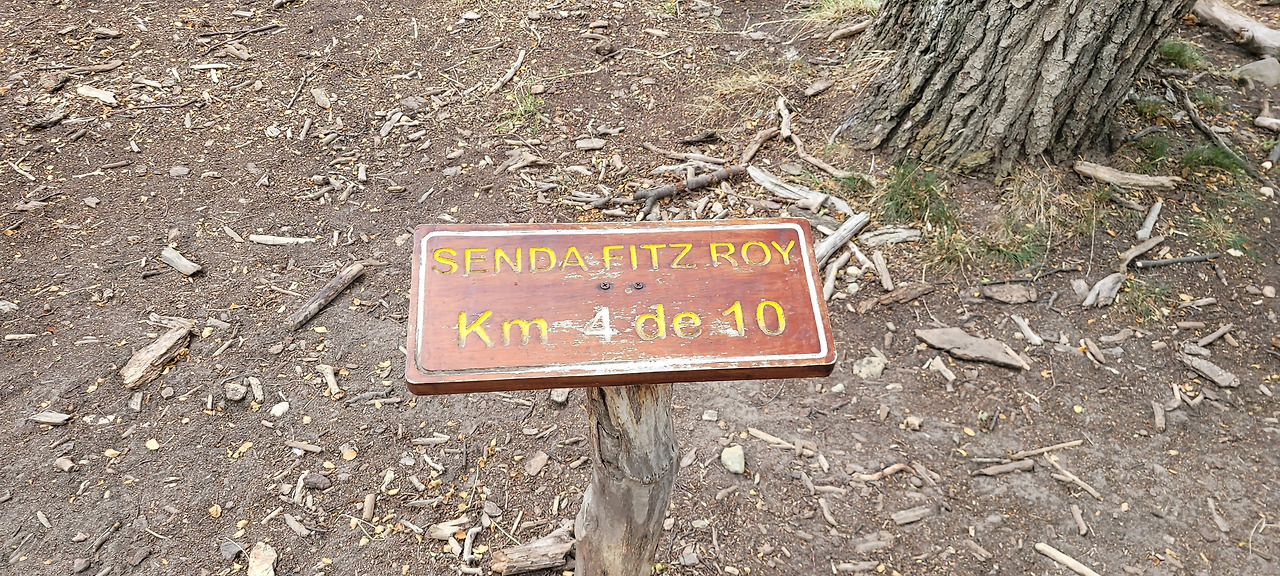 SENDA FITZ ROY
Km 4 de 10